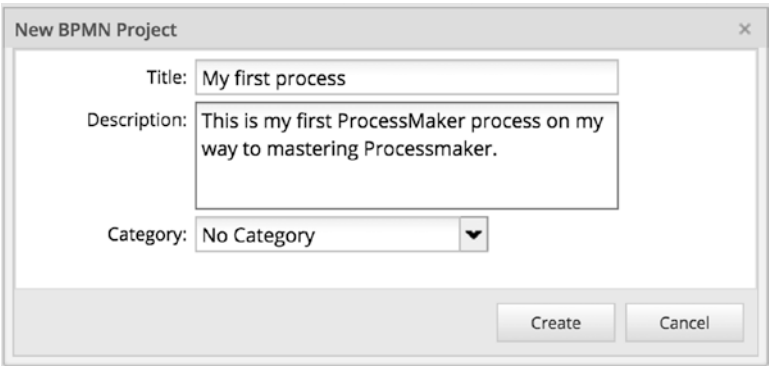 New BPMN Project
Title: My first process
Description: This is my first ProcessMaker process on my
way to mastering Processmaker.
Category: No Category
Create Cancel